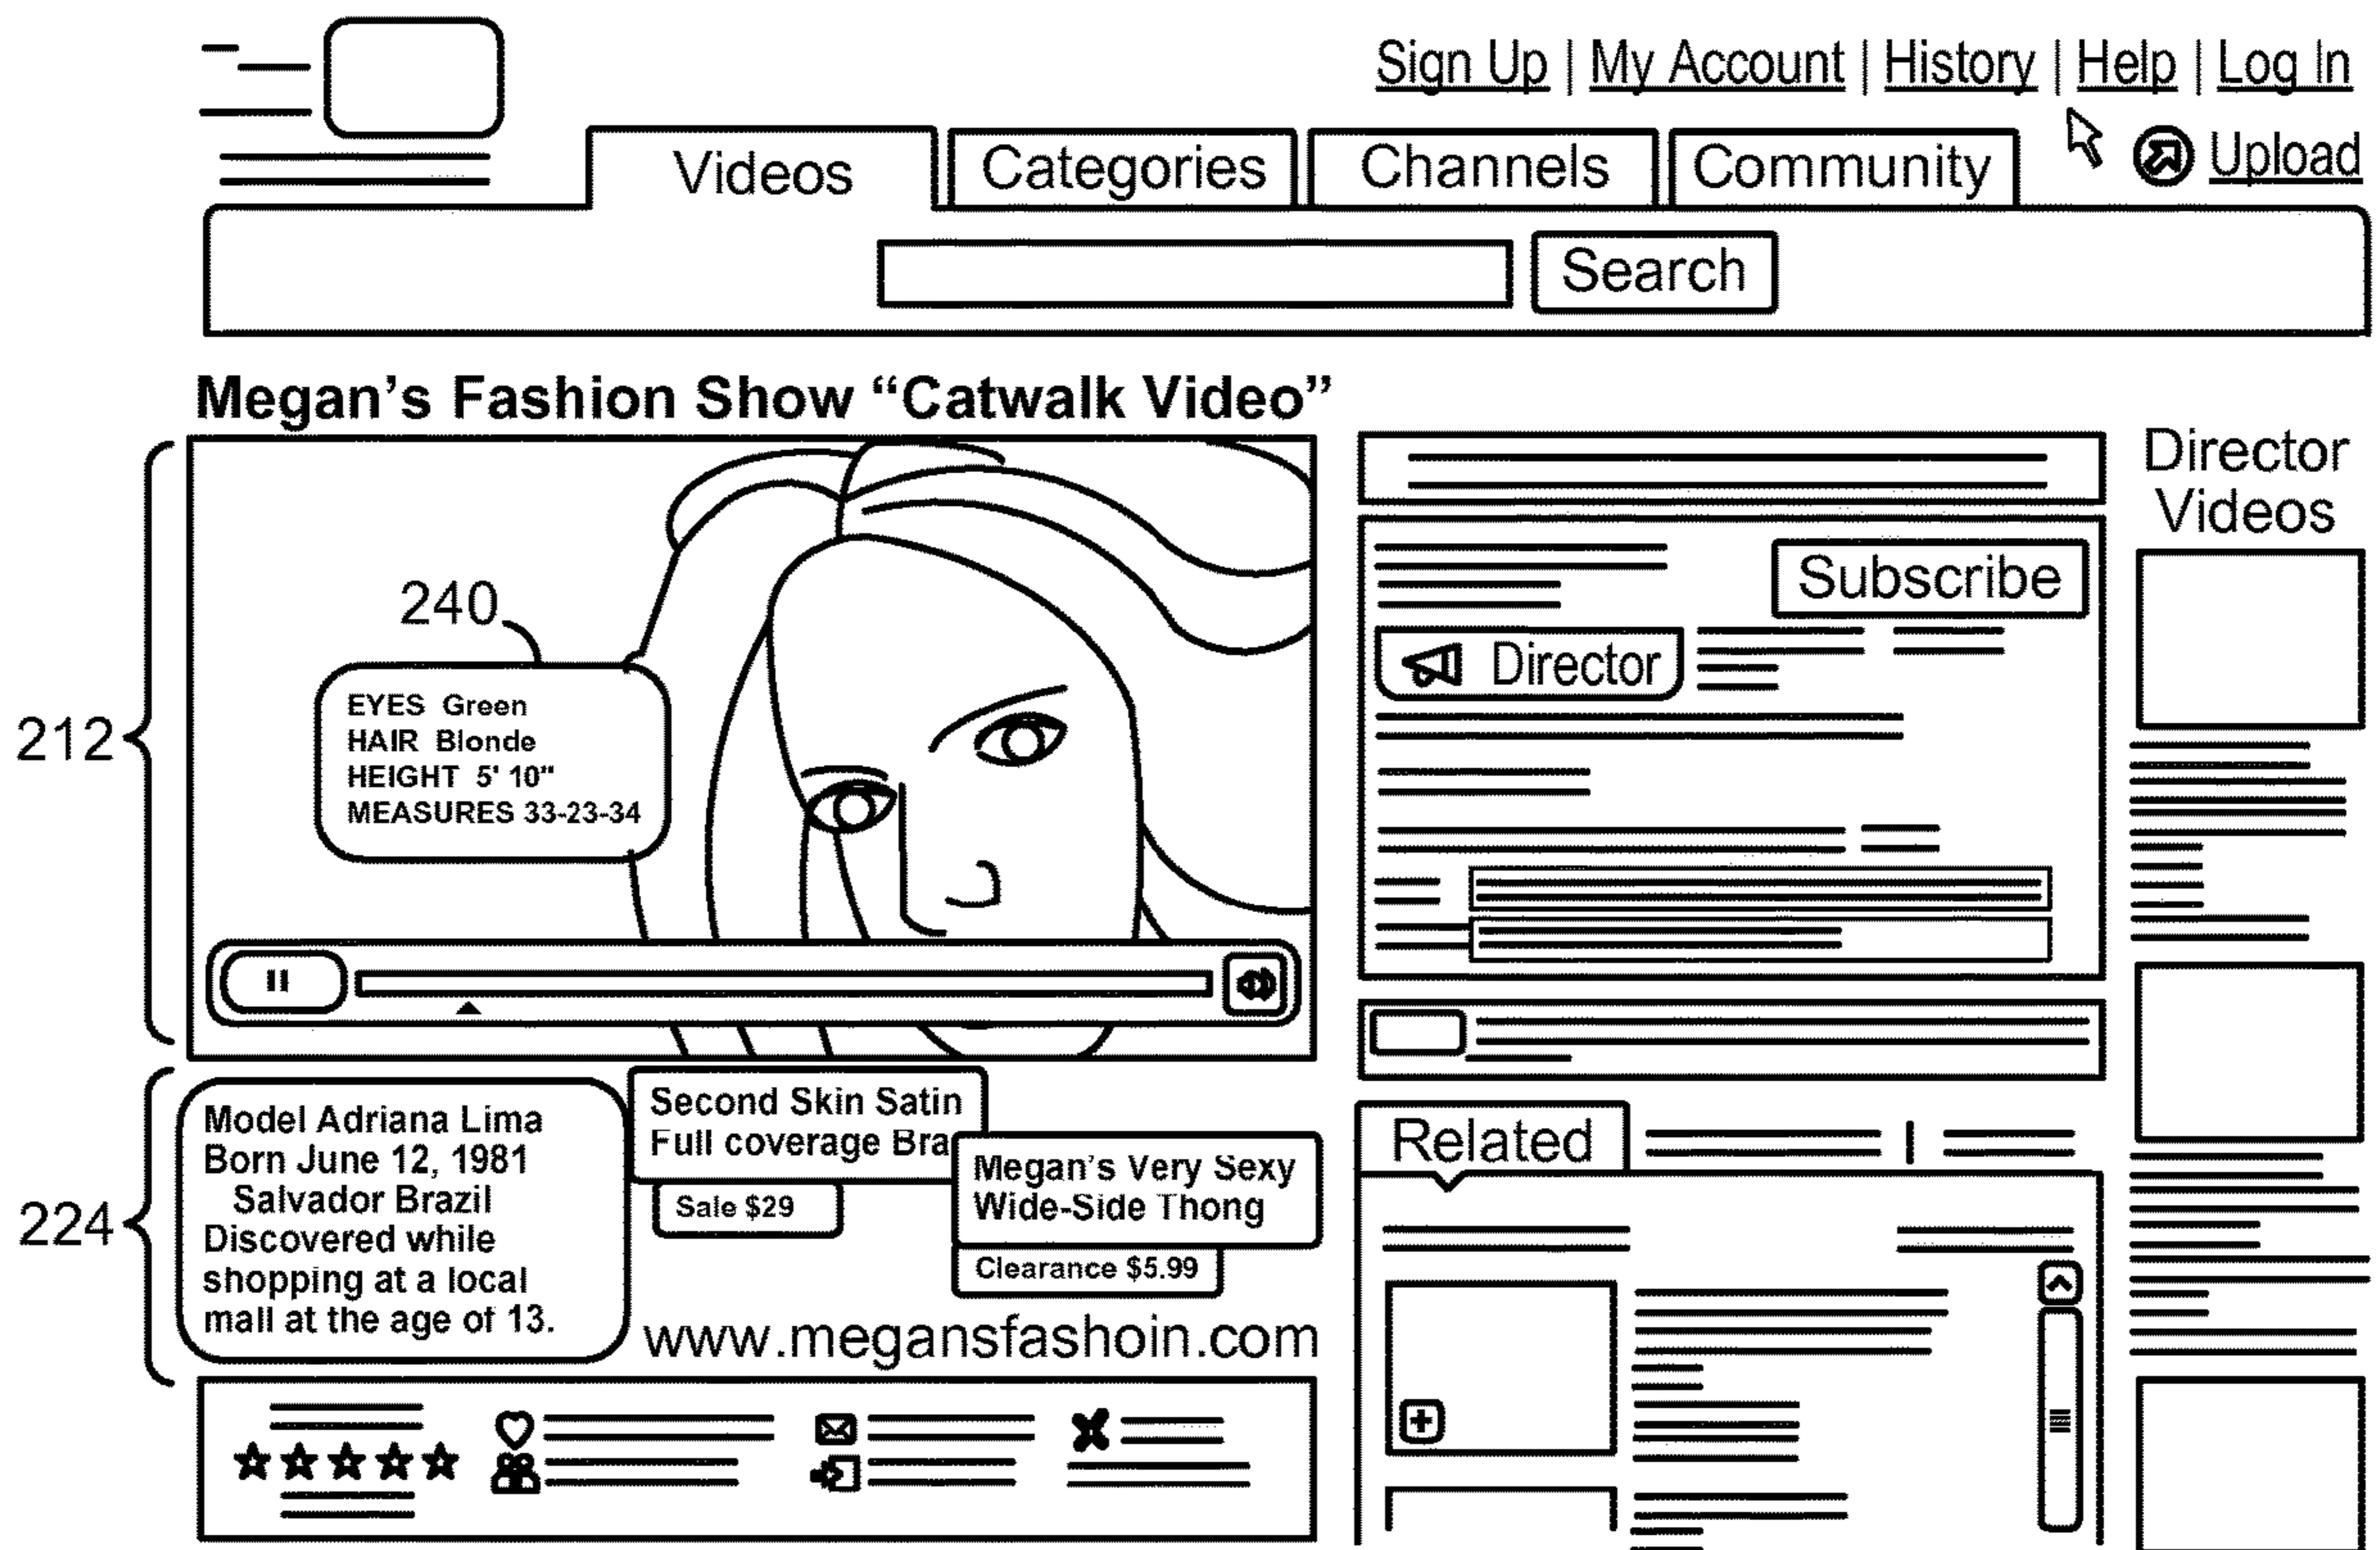 Sign Up | My Account | History | Help | Log In
Videos
Categories
Channels
Community
Upload
Search
Megan's Fashion Show “Catwalk Video”
212
240
EYES Green
HAIR Blonde
HEIGHT 5' 10"
MEASURES 33-23-34
Subscribe
Director
Director
Videos
224
Model Adriana Lima
Born June 12, 1981
Salvador Brazil
Discovered while
shopping at a local
mall at the age of 13.
Second Skin Satin
Full coverage Bra
Sale $29
Megan's Very Sexy
Wide-Side Thong
Clearance $5.99
www.megansfashoin.com
Related